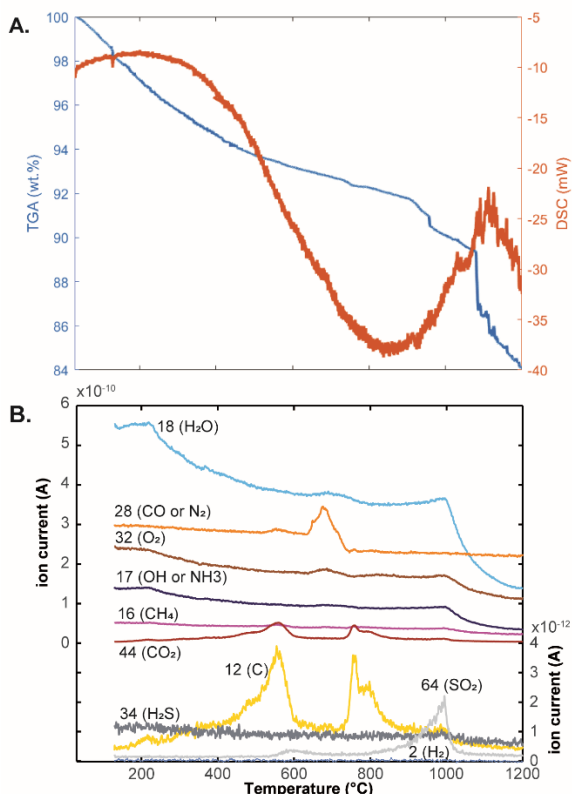 A.
100
98
96
94
92
90
88
86
84
TGA (wt.%)
-5
-10
-15
-20
-25
-30
-35
-40
DSC (mW)
x10⁻¹⁰
B.
6
5
4
3
2
1
0
ion current (A)
18 (H₂O)
28 (CO or N₂)
32 (O₂)
17 (OH or NH3)
16 (CH₄)
44 (CO₂)
x10⁻¹²
12 (C)
64 (SO₂)
34 (H₂S)
2 (H₂)
4
3
2
1
0
ion current (A)
200
400
600
800
1000
1200
Temperature (°C)